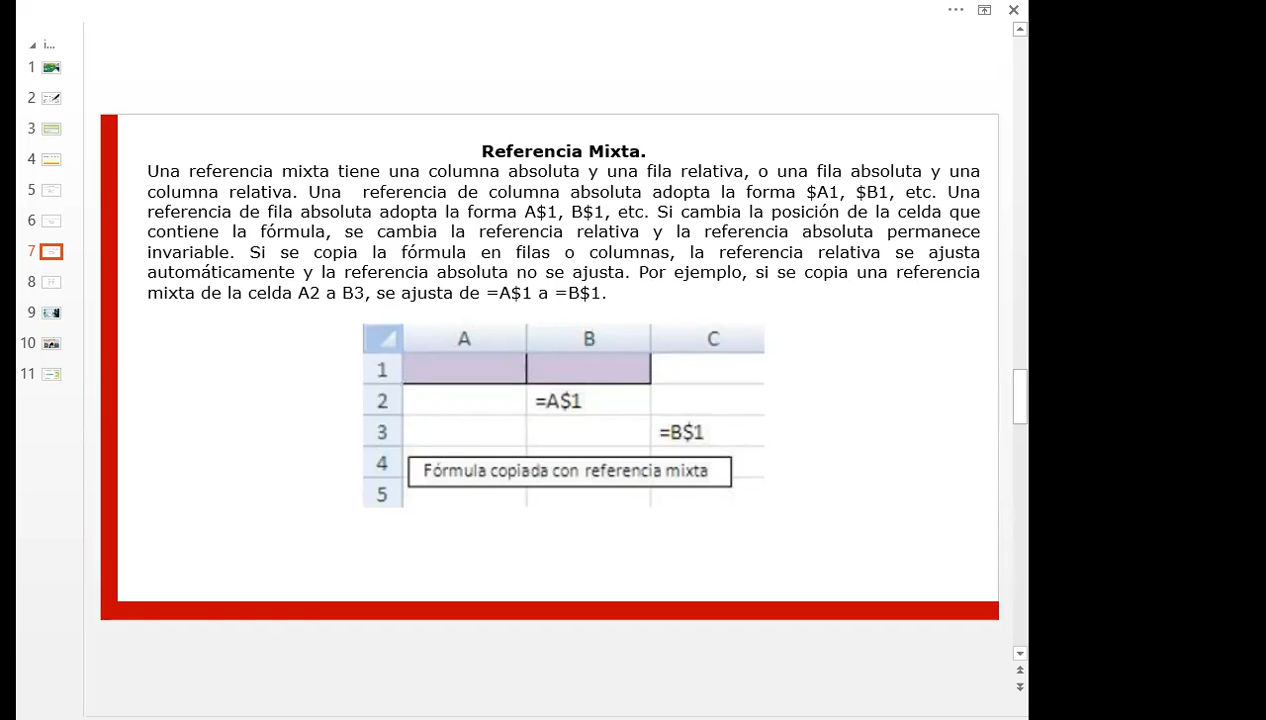 i...
1
2
3
4
5
6
7
8
9
10
11
Referencia Mixta.
Una referencia mixta tiene una columna absoluta y una fila relativa, o una fila absoluta y una
columna relativa. Una referencia de columna absoluta adopta la forma $A1, $B1, etc. Una
referencia de fila absoluta adopta la forma A$1, B$1, etc. Si cambia la posición de la celda que
contiene la fórmula, se cambia la referencia relativa y la referencia absoluta permanece
invariable. Si se copia la fórmula en filas o columnas, la referencia relativa se ajusta
automáticamente y la referencia absoluta no se ajusta. Por ejemplo, si se copia una referencia
mixta de la celda A2 a B3, se ajusta de =A$1 a =B$1.
A B C
1
2 =A$1
3 =B$1
4 Fórmula copiada con referencia mixta
5